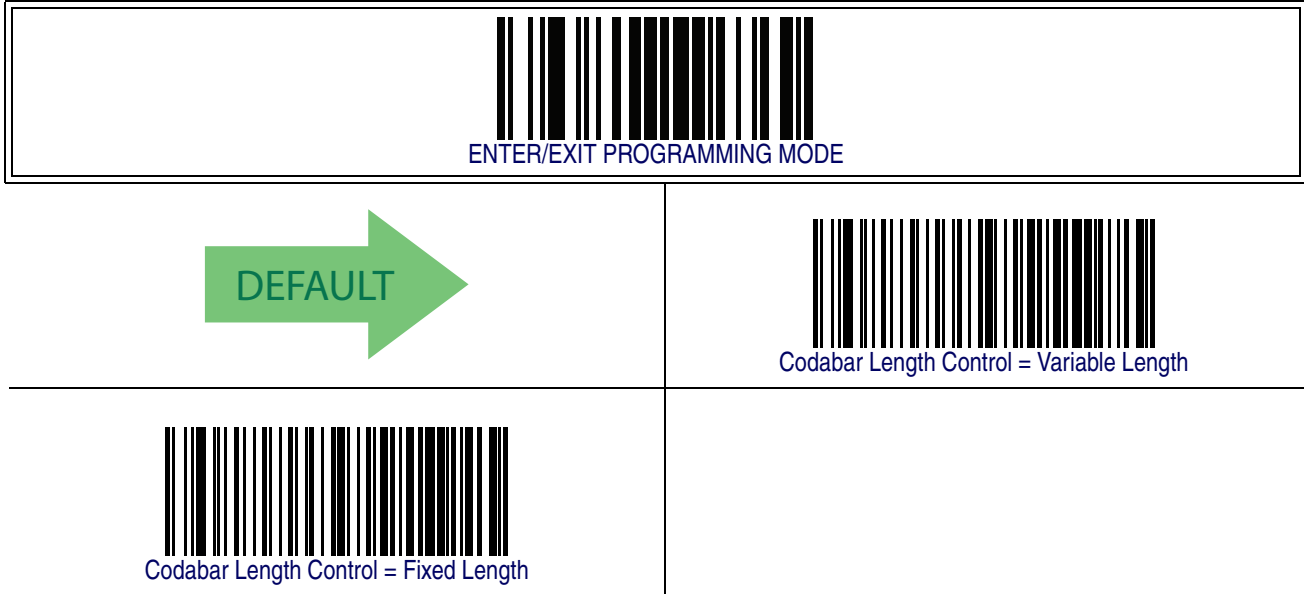 ENTER/EXIT PROGRAMMING MODE
DEFAULT
Codabar Length Control = Variable Length
Codabar Length Control = Fixed Length